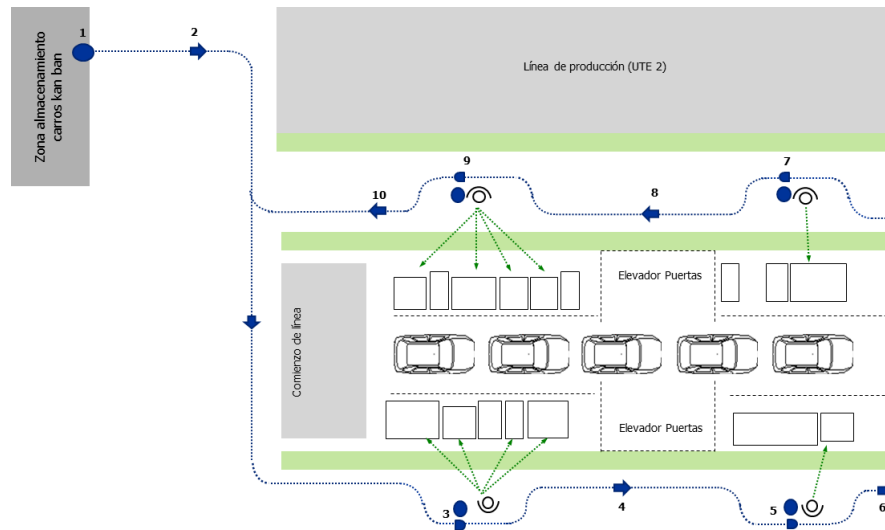 Zona almacenamiento
carros kan ban
1
2
Línea de producción (UTE 2)
9
7
10
8
Elevador Puertas
Comienzo de línea
Elevador Puertas
3
4
5
6